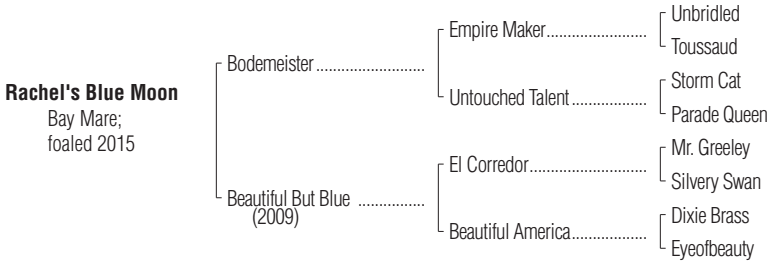 Rachel's Blue Moon
Bay Mare;
foaled 2015
Bodemeister
Beautiful But Blue
(2009)
Empire Maker
Untouched Talent
El Corredor
Beautiful America
Unbridled
Toussaud
Storm Cat
Parade Queen
Mr. Greeley
Silvery Swan
Dixie Brass
Eyeofbeauty